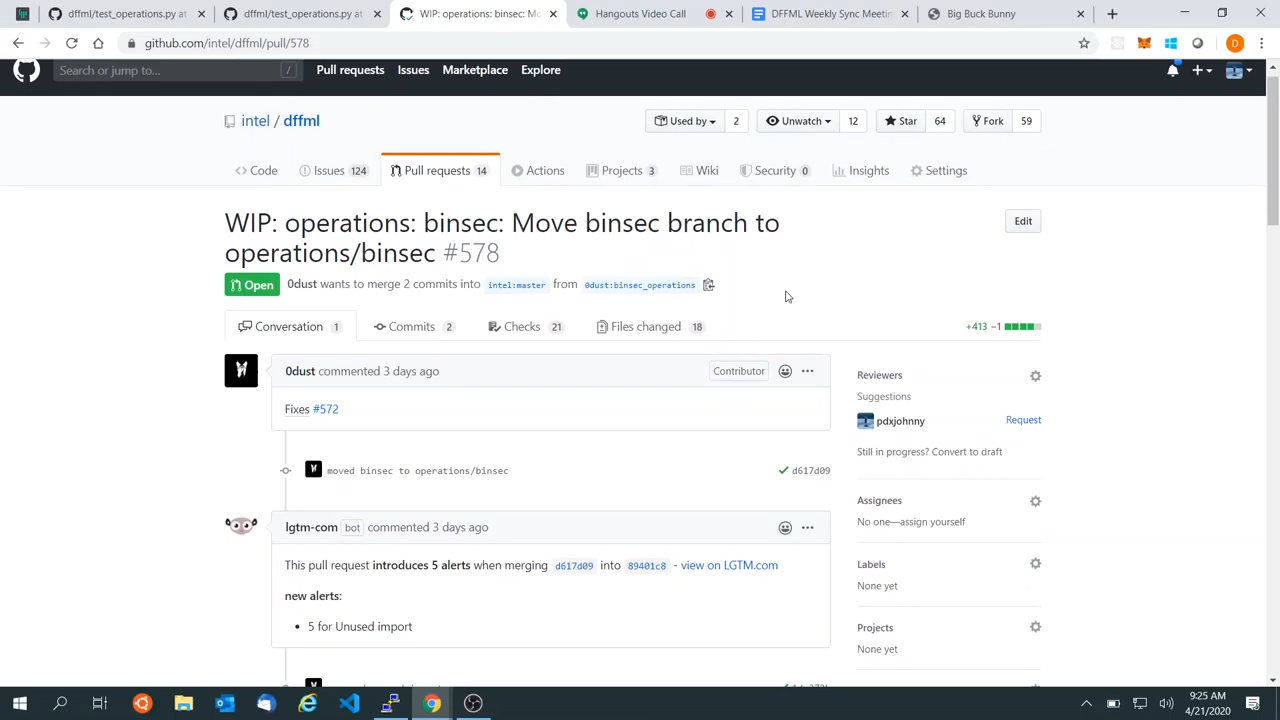 dffml/test_operations.py at
dffml/test_operations.py at
WIP: operations: binsec: Mo
Hangouts Video Call
DFFML Weekly Sync Meetin
Big Buck Bunny
github.com/intel/dffml/pull/578
D
Search or jump to…
/
Pull requests
Issues
Marketplace
Explore
intel / dffml
Used by
2
Unwatch
12
Star
64
Fork
59
Code
Issues 124
Pull requests 14
Actions
Projects 3
Wiki
Security 0
Insights
Settings
WIP: operations: binsec: Move binsec branch to
operations/binsec #578
Edit
Open
0dust wants to merge 2 commits into intel:master from 0dust:binsec_operations
Conversation 1
Commits 2
Checks 21
Files changed 18
+413 −1
0dust commented 3 days ago
Contributor
Fixes #572
moved binsec to operations/binsec
d617d09
lgtm-com bot commented 3 days ago
This pull request introduces 5 alerts when merging d617d09 into 89401c8 - view on LGTM.com
new alerts:
• 5 for Unused import
Reviewers
Suggestions
pdxjohnny
Request
Still in progress? Convert to draft
Assignees
No one—assign yourself
Labels
None yet
Projects
None yet
9:25 AM
4/21/2020